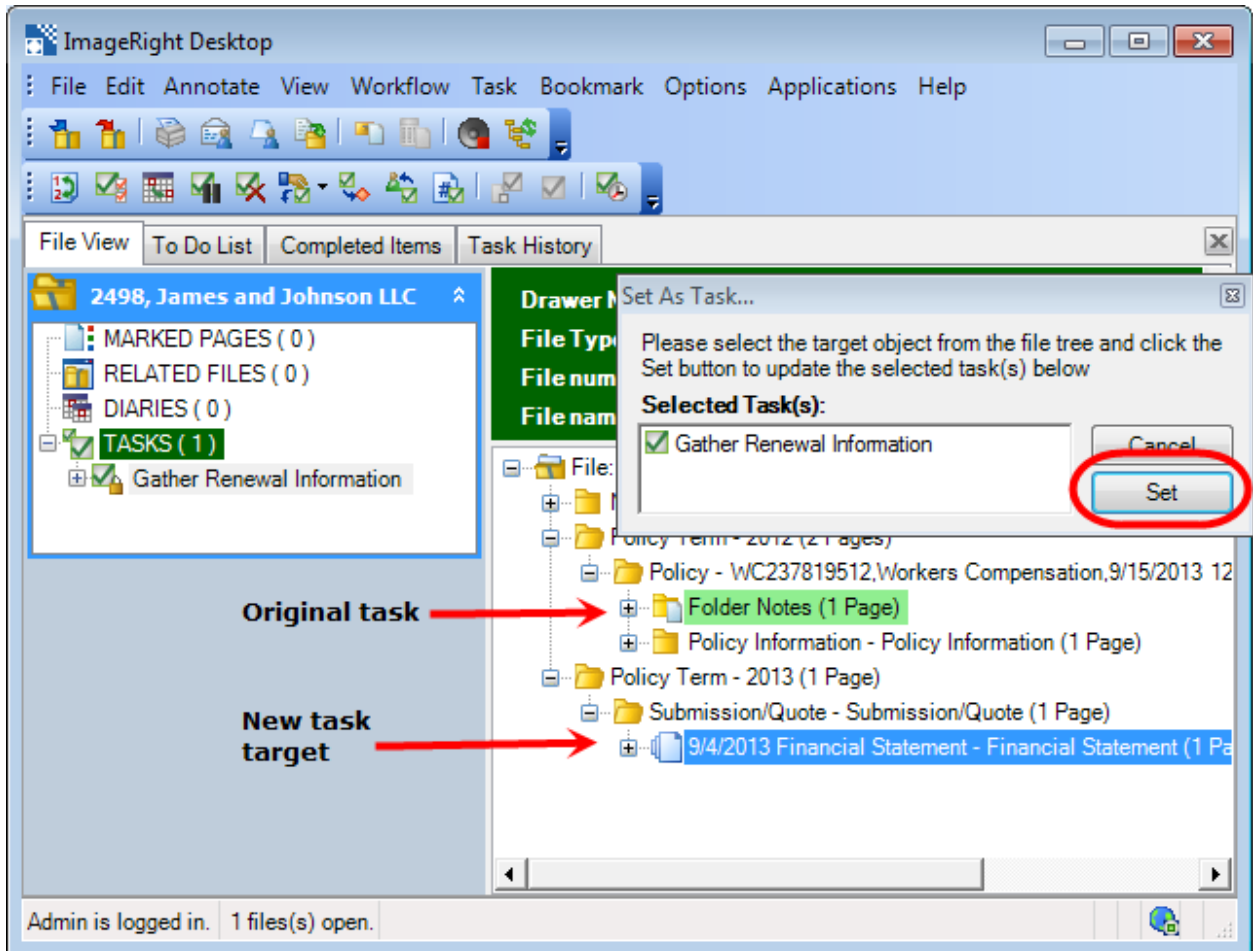 ImageRight Desktop
File Edit Annotate View Workflow Task Bookmark Options Applications Help
File View To Do List Completed Items Task History
2498, James and Johnson LLC
MARKED PAGES ( 0 )
RELATED FILES ( 0 )
DIARIES ( 0 )
TASKS ( 1 )
Gather Renewal Information
Drawer
File Typ
File num
File nam
Set As Task...
Please select the target object from the file tree and click the
Set button to update the selected task(s) below
Selected Task(s):
Gather Renewal Information
Cancel
Set
File:
Policy Term - 2012 (2 Pages)
Policy - WC237819512,Workers Compensation,9/15/2013 12
Original task
Folder Notes (1 Page)
Policy Information - Policy Information (1 Page)
Policy Term - 2013 (1 Page)
Submission/Quote - Submission/Quote (1 Page)
New task
target
9/4/2013 Financial Statement - Financial Statement (1 Pa
Admin is logged in. 1 files(s) open.